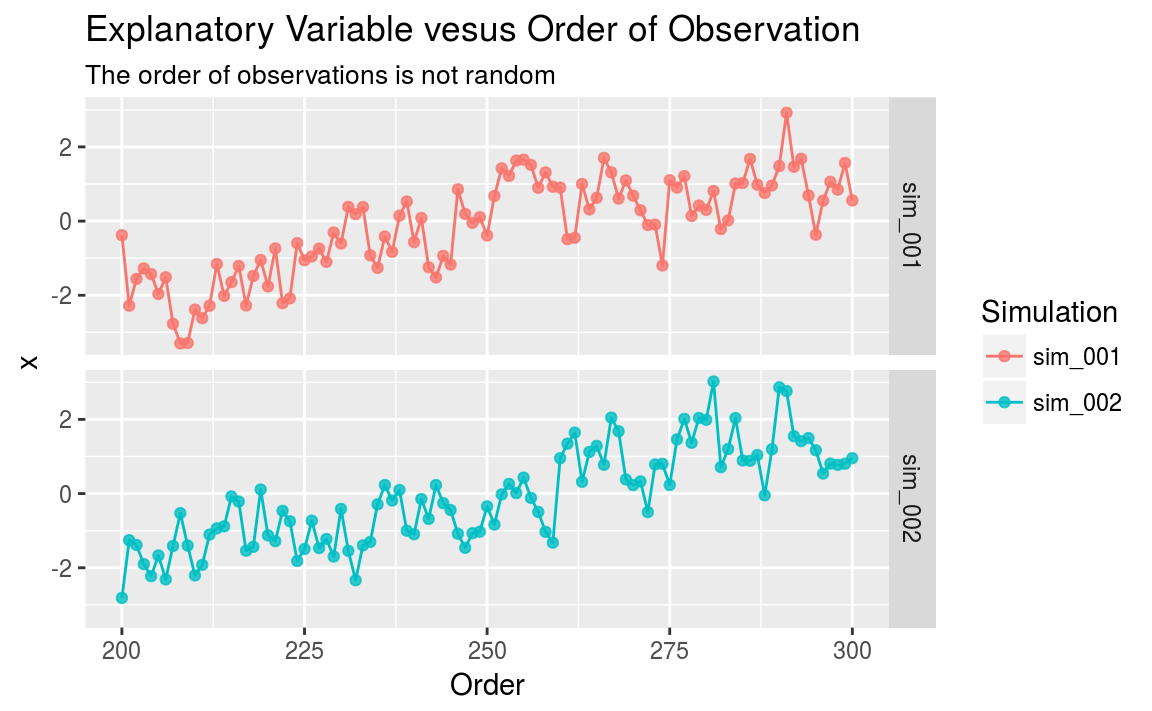 Explanatory Variable vesus Order of Observation
The order of observations is not random
2
0
-2
sim_001
x
2
0
-2
sim_002
200 225 250 275 300
Order
Simulation
sim_001
sim_002